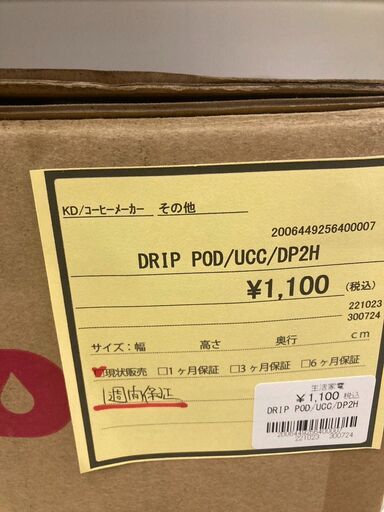 KD/コーヒーメーカー その他
2006449256400007
DRIP POD/UCC/DP2H
¥1,100 (税込)
221023
300724
サイズ:幅 高さ 奥行 cm
☑現状販売 □1ヶ月保証 □3ヶ月保証 □6ヶ月保証
1週間保証
生活家電
¥1,100 税込
DRIP POD/UCC/DP2H
2006449256400007
221023 300724